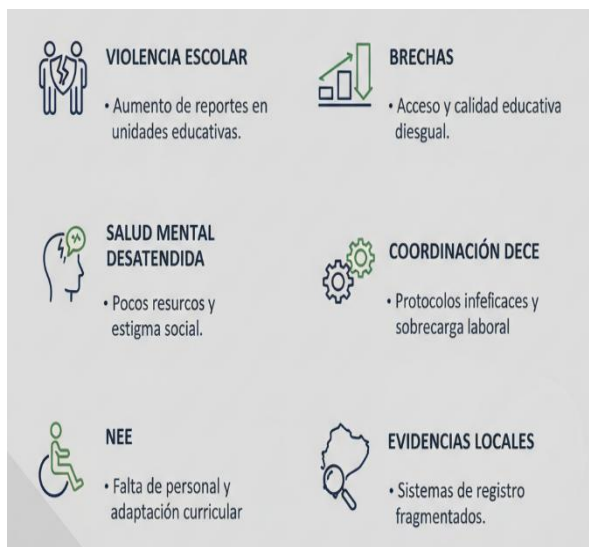 VIOLENCIA ESCOLAR
• Aumento de reportes en
unidades educativas.
BRECHAS
• Acceso y calidad educativa
diesgual.
SALUD MENTAL
DESATENDIDA
• Pocos resurcos y
estigma social.
COORDINACIÓN DECE
• Protocolos infeficaces y
sobrecarga laboral
NEE
• Falta de personal y
adaptación curricular
EVIDENCIAS LOCALES
• Sistemas de registro
fragmentados.